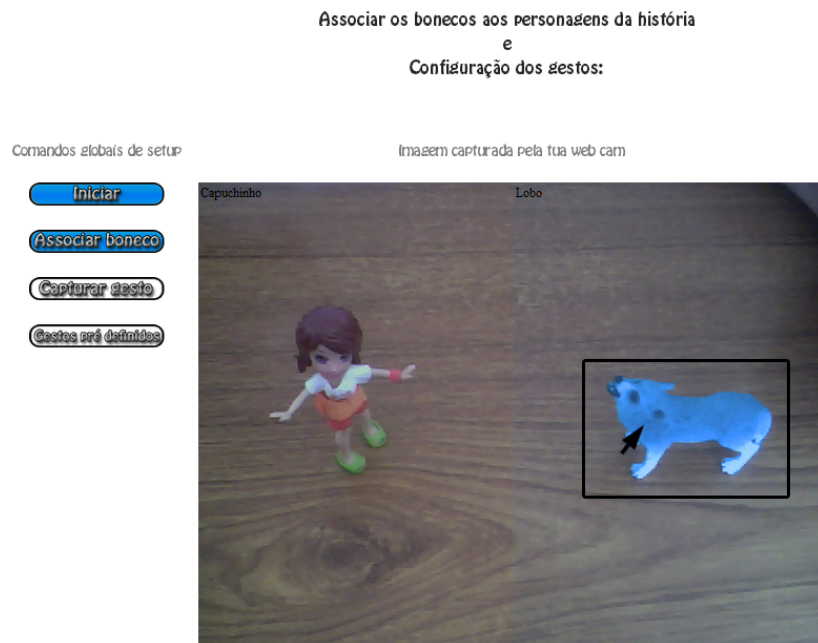 Associar os bonecos aos personagens da história
e
Configuração dos gestos:
Comandos globais de setup
Imagem capturada pela tua web cam
Iniciar
Associar boneco
Capturar gesto
Gestos pré definidos
Capuchinho
Lobo